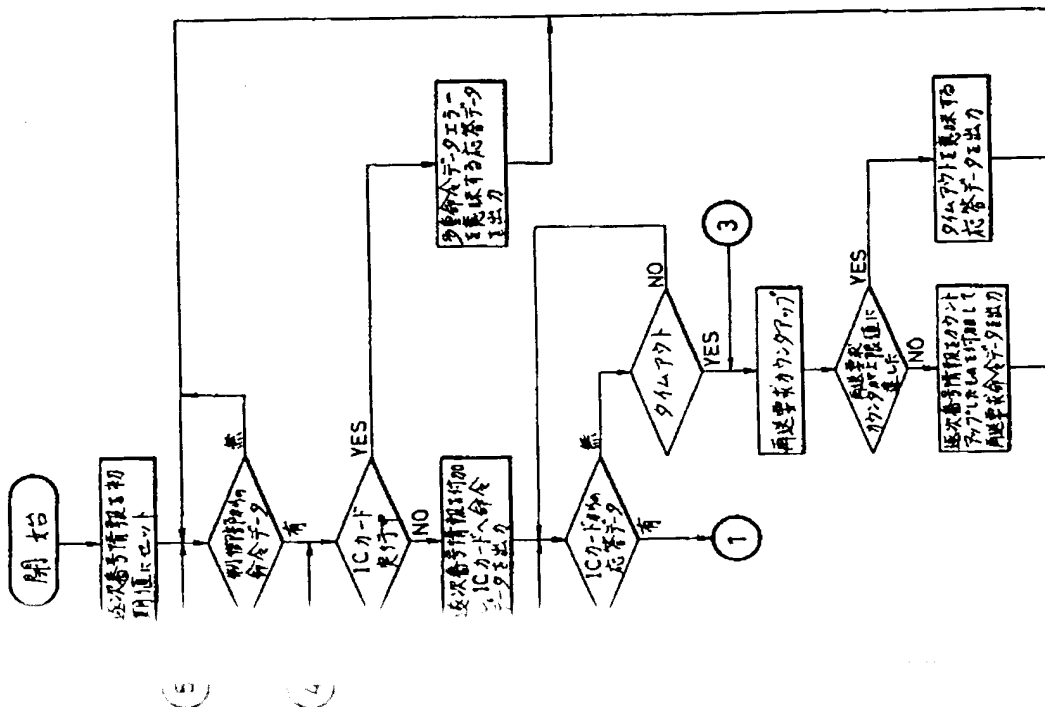 開始
逐次番号情報を初
期値にセット
制御部からの
命令データ
無
有
ICカード
実行中
YES
NO
多重命令データエラー
を意味する応答データ
を出力
逐次番号情報を付加
ICカードへ命令
データを出力
ICカードからの
応答データ
無
有
1
タイムアウト
NO
YES
3
再送要求カウンタアップ
再送要求
カウンタが上限値に
達した
YES
NO
タイムアウトを意味する
応答データを出力
逐次番号情報をカウント
アップしたものを付加して
再送要求命令データを出力
5
4